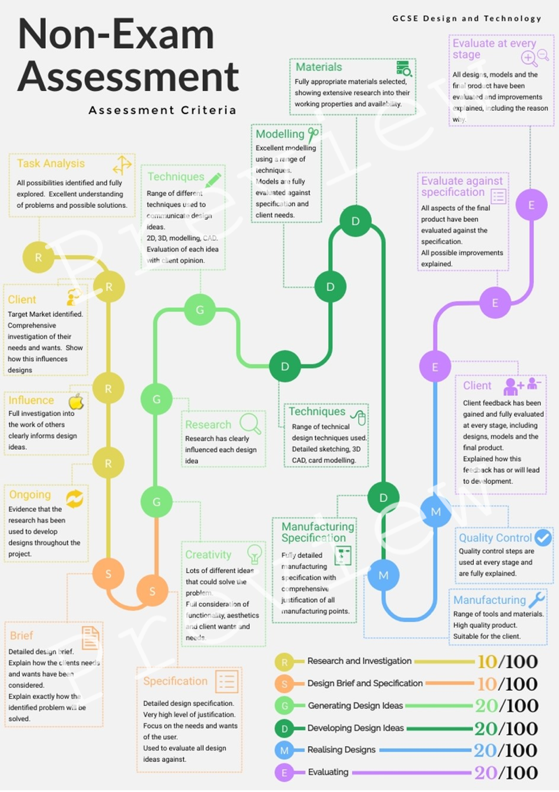 GCSE Design and Technology
Non-Exam
Assessment
Assessment Criteria
Task Analysis
All possibilities identified and fully
explored. Excellent understanding
of problems and possible solutions.
R
Client
Target Market identified.
Comprehensive
investigation of their
needs and wants. Show
how this influences
designs
R
Influence
Full investigation into
the work of others
clearly informs design
ideas.
R
Ongoing
Evidence that the
research has been
used to develop
designs throughout the
project.
R
Brief
Detailed design brief.
Explain how the clients needs
and wants have been
considered.
Explain exactly how the
identified problem will be
solved.
S
Specification
Detailed design specification.
Very high level of justification.
Focus on the needs and wants
of the user.
Used to evaluate all design
ideas against.
S
Creativity
Lots of different ideas
that could solve the
problem.
Full consideration of
functionality, aesthetics
and client wants and
needs.
G
Research
Research has clearly
influenced each design
idea
G
Techniques
Range of different
techniques used to
communicate design
ideas.
2D, 3D, modelling, CAD.
Evaluation of each idea
with client opinion.
G
Techniques
Range of technical
design techniques used.
Detailed sketching, 3D
CAD, card modelling.
D
Modelling
Excellent modelling
using a range of
techniques.
Models are fully
evaluated against
specification and
client needs.
D
Materials
Fully appropriate materials selected,
showing extensive research into their
working properties and availability.
D
Manufacturing
Specification
Fully detailed
manufacturing
specification with
comprehensive
justification of all
manufacturing points.
D
Manufacturing
Range of tools and materials.
High quality product.
Suitable for the client.
M
Quality Control
Quality control steps are
used at every stage and
are fully explained.
M
Client
Client feedback has been
gained and fully evaluated
at every stage, including
designs, models and the
final product.
Explained how this
feedback has or will lead
to development.
E
Evaluate against
specification
All aspects of the final
product have been
evaluated against the
specification.
All possible improvements
explained.
E
Evaluate at every
stage
All designs, models and the
final product have been
evaluated and improvements
explained, including the reason
why.
E
R Research and Investigation 10/100
S Design Brief and Specification 10/100
G Generating Design Ideas 20/100
D Developing Design Ideas 20/100
M Realising Designs 20/100
E Evaluating 20/100
Preview
Preview